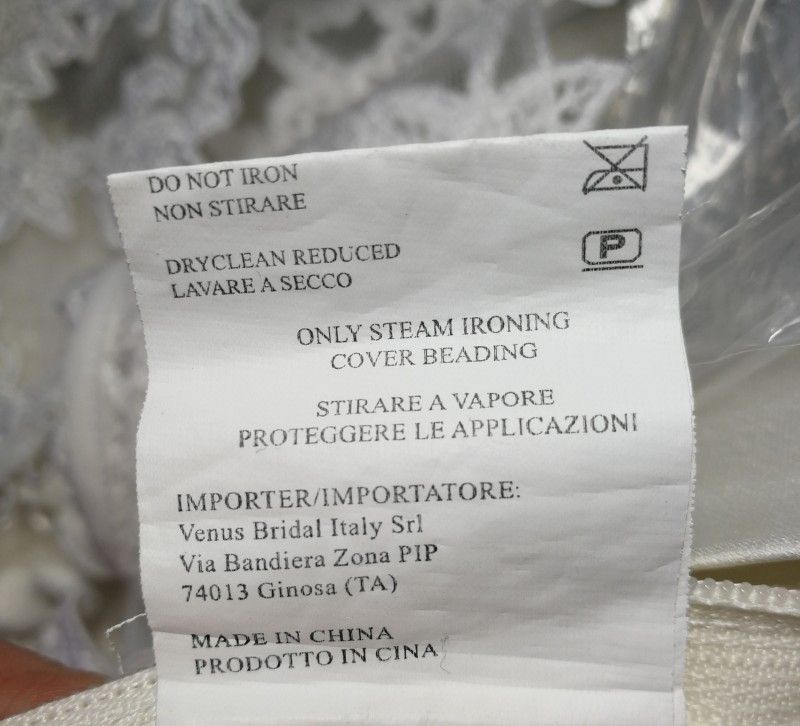 DO NOT IRON
NON STIRARE
DRYCLEAN REDUCED
LAVARE A SECCO
P
ONLY STEAM IRONING
COVER BEADING
STIRARE A VAPORE
PROTEGGERE LE APPLICAZIONI
IMPORTER/IMPORTATORE:
Venus Bridal Italy Srl
Via Bandiera Zona PIP
74013 Ginosa (TA)
MADE IN CHINA
PRODOTTO IN CINA